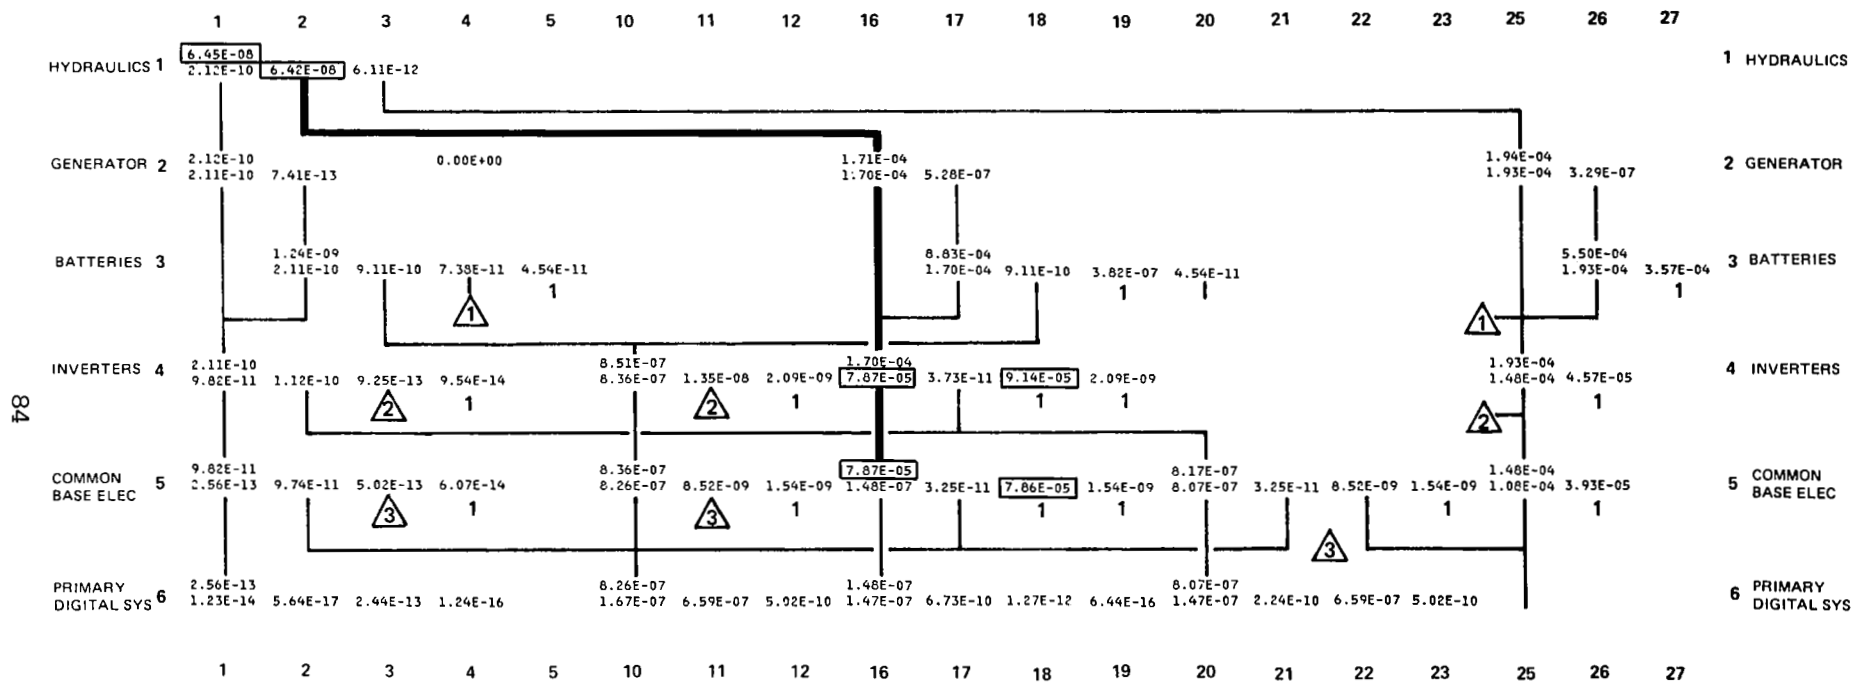 1 2 3 4 5 10 11 12 16 17 18 19 20 21 22 23 25 26 27
6.45E-08
HYDRAULICS 1 2.12E-10 6.42E-08 6.11E-12 1 HYDRAULICS
2.12E-10 0.00E+00 1.71E-04 1.94E-04
GENERATOR 2 2.11E-10 7.41E-13 1.70E-04 5.28E-07 1.93E-04 3.29E-07 2 GENERATOR
1.24E-09 8.83E-04 5.50E-04
BATTERIES 3 2.11E-10 9.11E-10 7.38E-11 4.54E-11 1.70E-04 9.11E-10 3.82E-07 4.54E-11 1.93E-04 3.57E-04 3 BATTERIES
1 1 1 1
1
2.11E-10 8.51E-07 1.70E-04 1.93E-04
INVERTERS 4 9.82E-11 1.12E-10 9.25E-13 9.54E-14 8.36E-07 1.35E-08 2.09E-09 7.87E-05 3.73E-11 9.14E-05 2.09E-09 1.48E-04 4.57E-05 4 INVERTERS
2 1 2 1 1 1 1
2
84
9.82E-11 8.36E-07 7.87E-05 8.17E-07 1.48E-04
COMMON
BASE ELEC 5 2.56E-13 9.74E-11 5.02E-13 6.07E-14 8.26E-07 8.52E-09 1.54E-09 1.48E-07 3.25E-11 7.86E-05 1.54E-09 8.07E-07 3.25E-11 8.52E-09 1.54E-09 1.08E-04 3.93E-05 5 COMMON
BASE ELEC
3 1 3 1 1 1 1 1
3
2.56E-13 8.26E-07 1.48E-07 8.07E-07
PRIMARY
DIGITAL SYS 6 1.23E-14 5.64E-17 2.44E-13 1.24E-16 1.67E-07 6.59E-07 5.02E-10 1.47E-07 6.73E-10 1.27E-12 6.44E-16 1.47E-07 2.24E-10 6.59E-07 5.02E-10 6 PRIMARY
DIGITAL SYS
1 2 3 4 5 10 11 12 16 17 18 19 20 21 22 23 25 26 27